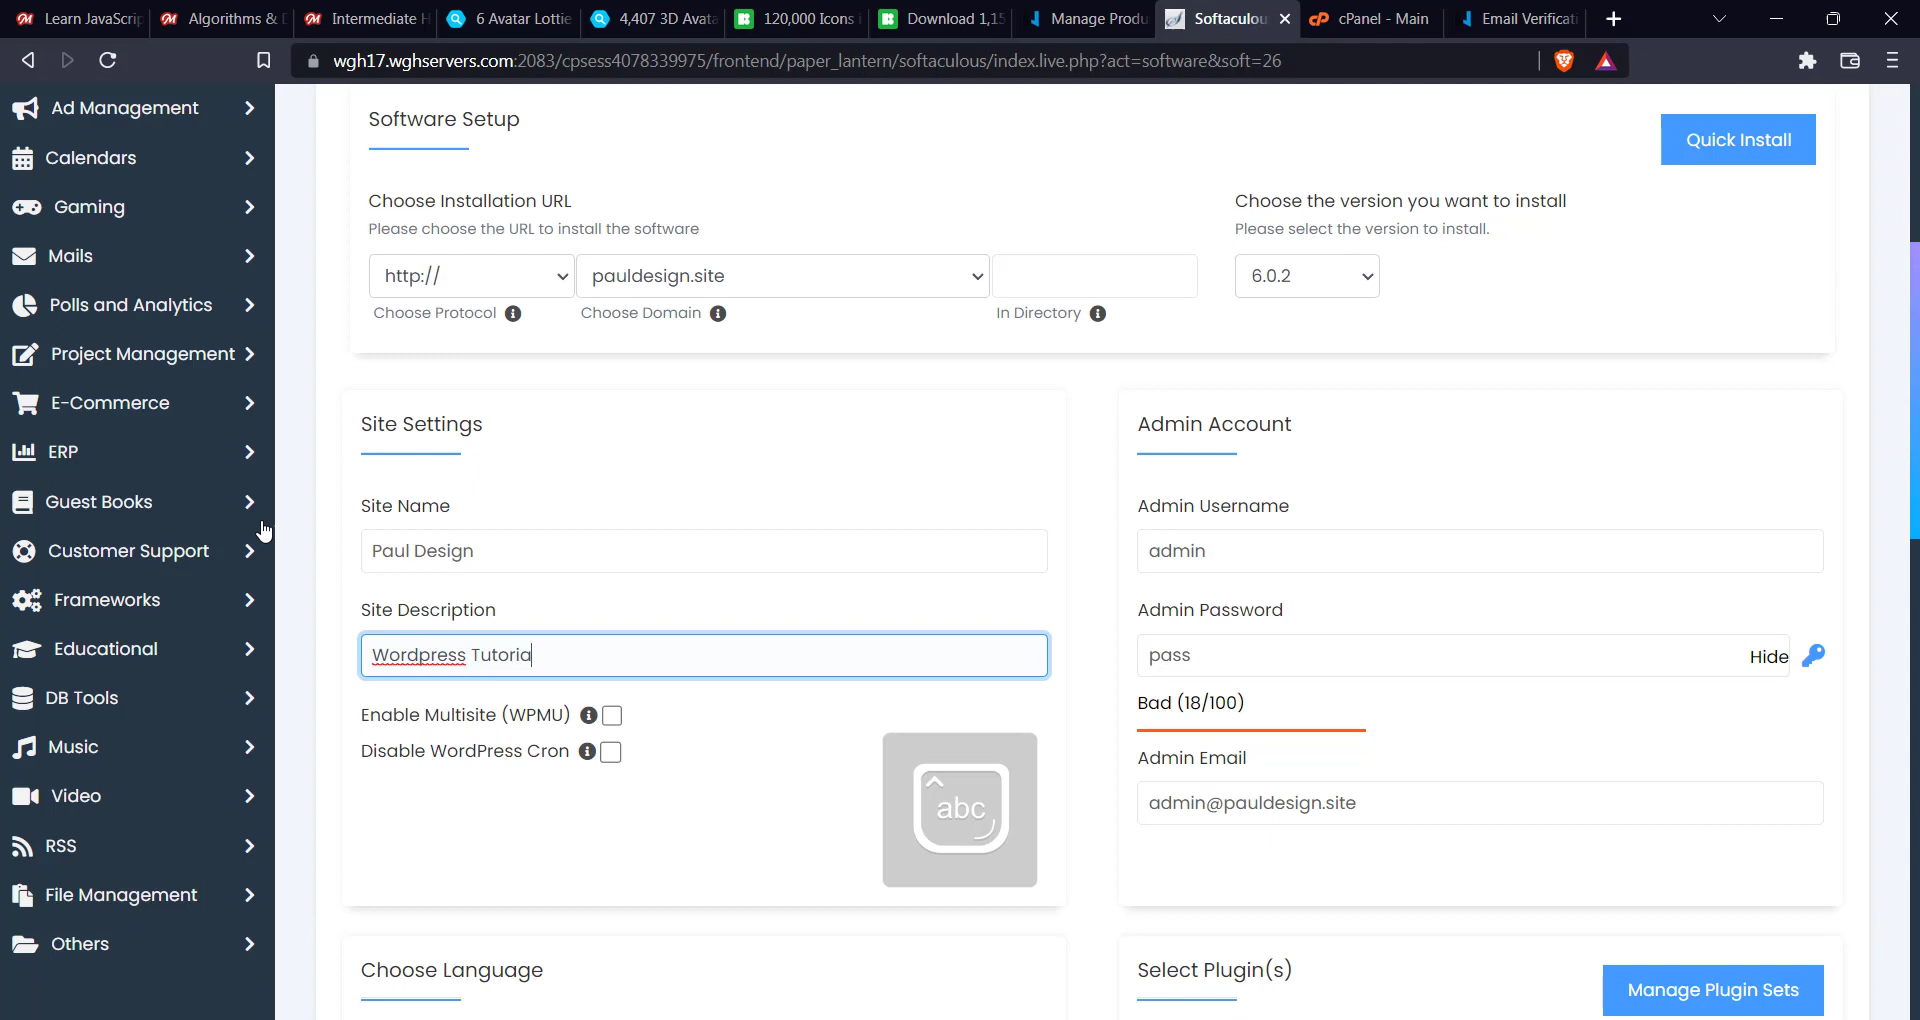 Learn JavaScrip
Algorithms & D
Intermediate H
6 Avatar Lottie
4,407 3D Avata
120,000 Icons
Download 1,15
Manage Produ
Softaculou
cPanel - Main
Email Verificati
wgh17.wghservers.com:2083/cpsess4078339975/frontend/paper_lantern/softaculous/index.live.php?act=software&soft=26
Ad Management
Calendars
Gaming
Mails
Polls and Analytics
Project Management
E-Commerce
ERP
Guest Books
Customer Support
Frameworks
Educational
DB Tools
Music
Video
RSS
File Management
Others
Software Setup
Quick Install
Choose Installation URL
Please choose the URL to install the software
http://
pauldesign.site
Choose Protocol
Choose Domain
In Directory
Choose the version you want to install
Please select the version to install.
6.0.2
Site Settings
Site Name
Paul Design
Site Description
Wordpress Tutoria
Enable Multisite (WPMU)
Disable WordPress Cron
abc
Admin Account
Admin Username
admin
Admin Password
pass
Hide
Bad (18/100)
Admin Email
admin@pauldesign.site
Choose Language
Select Plugin(s)
Manage Plugin Sets